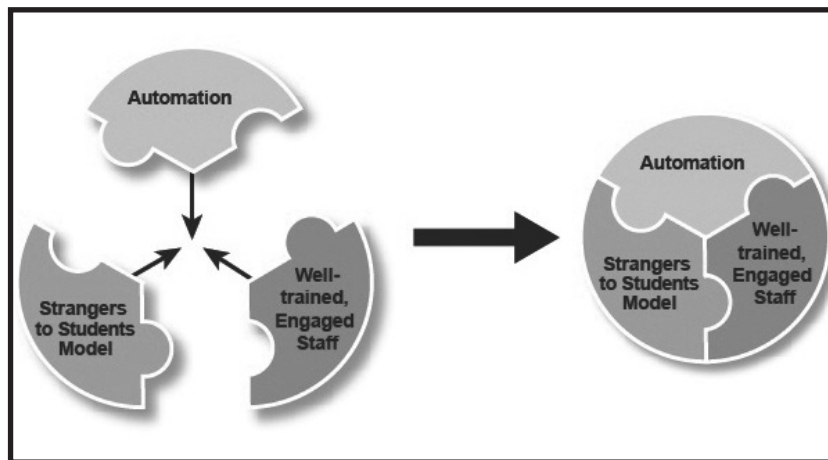 Automation
Strangers
to Students
Model
Well-
trained,
Engaged
Staff
Automation
Strangers
to Students
Model
Well-
trained,
Engaged
Staff